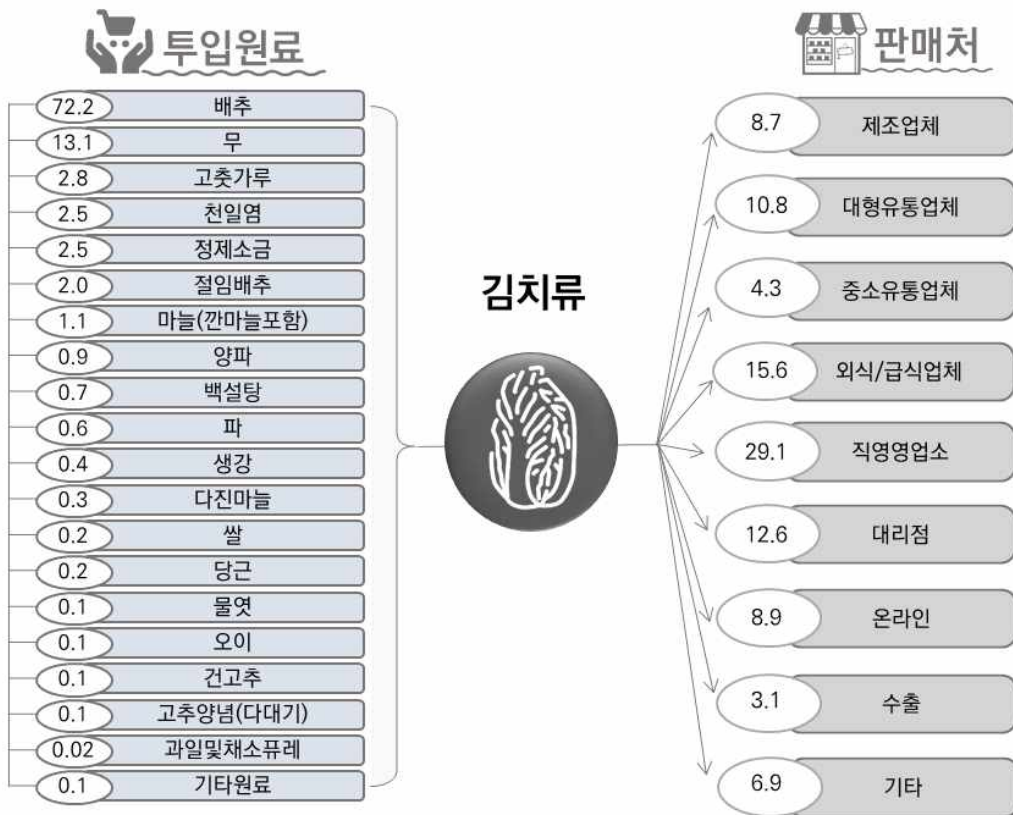 투입원료
72.2 배추
13.1 무
2.8 고춧가루
2.5 천일염
2.5 정제소금
2.0 절임배추
1.1 마늘(깐마늘포함)
0.9 양파
0.7 백설탕
0.6 파
0.4 생강
0.3 다진마늘
0.2 쌀
0.2 당근
0.1 물엿
0.1 오이
0.1 건고추
0.1 고추양념(다대기)
0.02 과일및채소퓨레
0.1 기타원료
김치류
판매처
8.7 제조업체
10.8 대형유통업체
4.3 중소유통업체
15.6 외식/급식업체
29.1 직영영업소
12.6 대리점
8.9 온라인
3.1 수출
6.9 기타